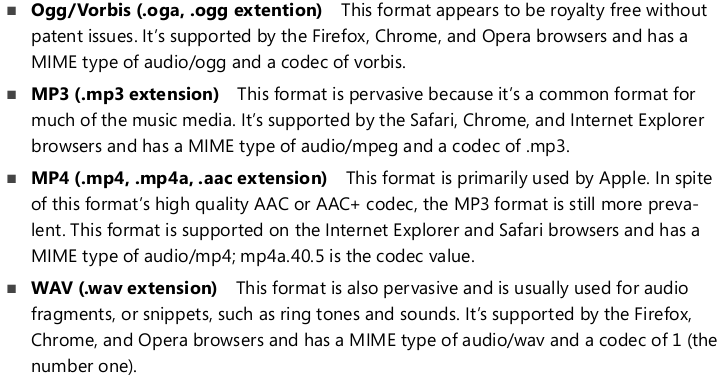 ■ Ogg/Vorbis (.oga, .ogg extention) This format appears to be royalty free without
patent issues. It's supported by the Firefox, Chrome, and Opera browsers and has a
MIME type of audio/ogg and a codec of vorbis.
■ MP3 (.mp3 extension) This format is pervasive because it's a common format for
much of the music media. It's supported by the Safari, Chrome, and Internet Explorer
browsers and has a MIME type of audio/mpeg and a codec of .mp3.
■ MP4 (.mp4, .mp4a, .aac extension) This format is primarily used by Apple. In spite
of this format's high quality AAC or AAC+ codec, the MP3 format is still more preva-
lent. This format is supported on the Internet Explorer and Safari browsers and has a
MIME type of audio/mp4; mp4a.40.5 is the codec value.
■ WAV (.wav extension) This format is also pervasive and is usually used for audio
fragments, or snippets, such as ring tones and sounds. It's supported by the Firefox,
Chrome, and Opera browsers and has a MIME type of audio/wav and a codec of 1 (the
number one).